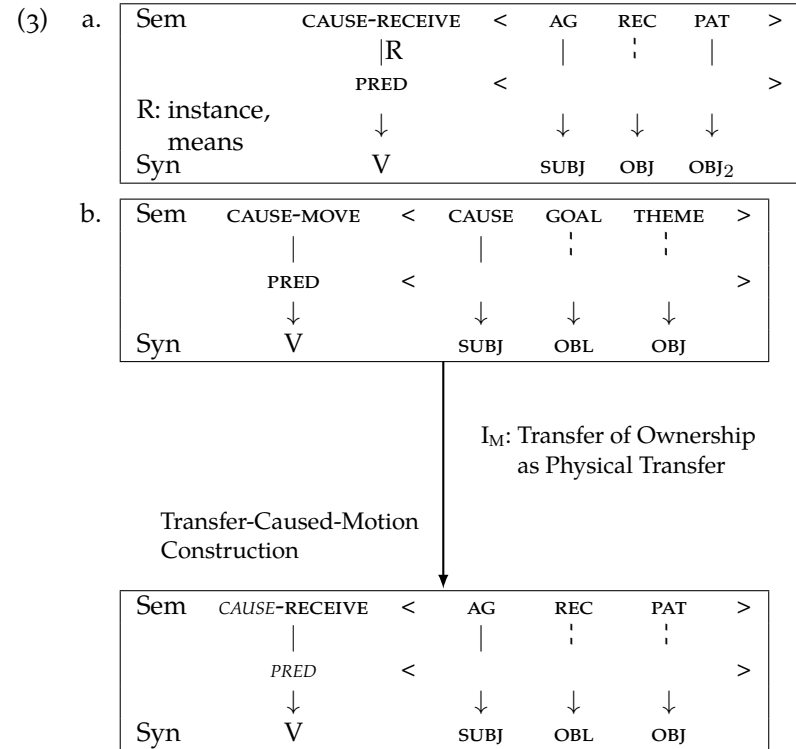 (3) a. Sem CAUSE-RECEIVE < AG REC PAT >
R
PRED < >
R: instance,
means
Syn V SUBJ OBJ OBJ₂
b. Sem CAUSE-MOVE < CAUSE GOAL THEME >
PRED < >
Syn V SUBJ OBL OBJ
I_M: Transfer of Ownership
as Physical Transfer
Transfer-Caused-Motion
Construction
Sem CAUSE-RECEIVE < AG REC PAT >
PRED < >
Syn V SUBJ OBL OBJ